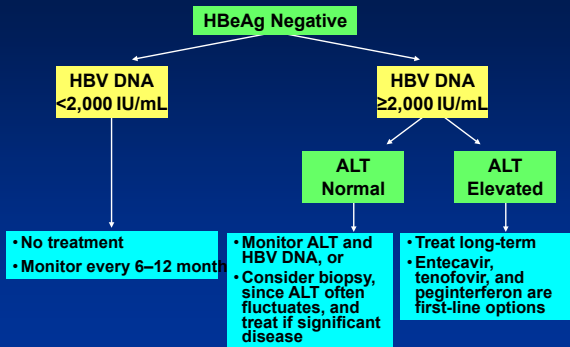 HBeAg Negative
HBV DNA
<2,000 IU/mL
HBV DNA
≥2,000 IU/mL
ALT
Normal
ALT
Elevated
• No treatment
• Monitor every 6–12 month
• Monitor ALT and
HBV DNA, or
• Consider biopsy,
since ALT often
fluctuates, and
treat if significant
disease
• Treat long-term
• Entecavir,
tenofovir, and
peginterferon are
first-line options